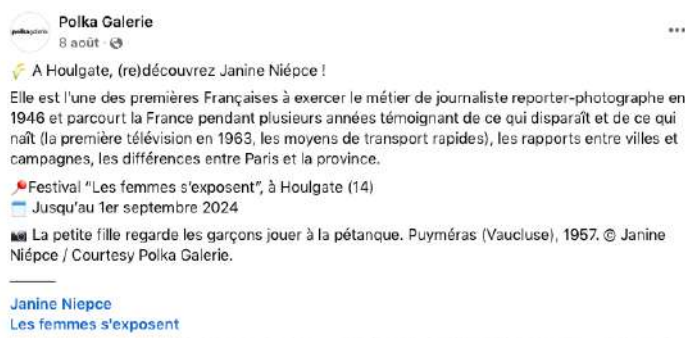 polka galerie
Polka Galerie
8 août ·
A Houlgate, (re)découvrez Janine Niépce !
Elle est l'une des premières Françaises à exercer le métier de journaliste reporter-photographe en
1946 et parcourt la France pendant plusieurs années témoignant de ce qui disparaît et de ce qui
naît (la première télévision en 1963, les moyens de transport rapides), les rapports entre villes et
campagnes, les différences entre Paris et la province.
📍Festival "Les femmes s'exposent", à Houlgate (14)
🗓 Jusqu'au 1er septembre 2024
📷 La petite fille regarde les garçons jouer à la pétanque. Puyméras (Vaucluse), 1957. © Janine
Niépce / Courtesy Polka Galerie.
Janine Niepce
Les femmes s'exposent